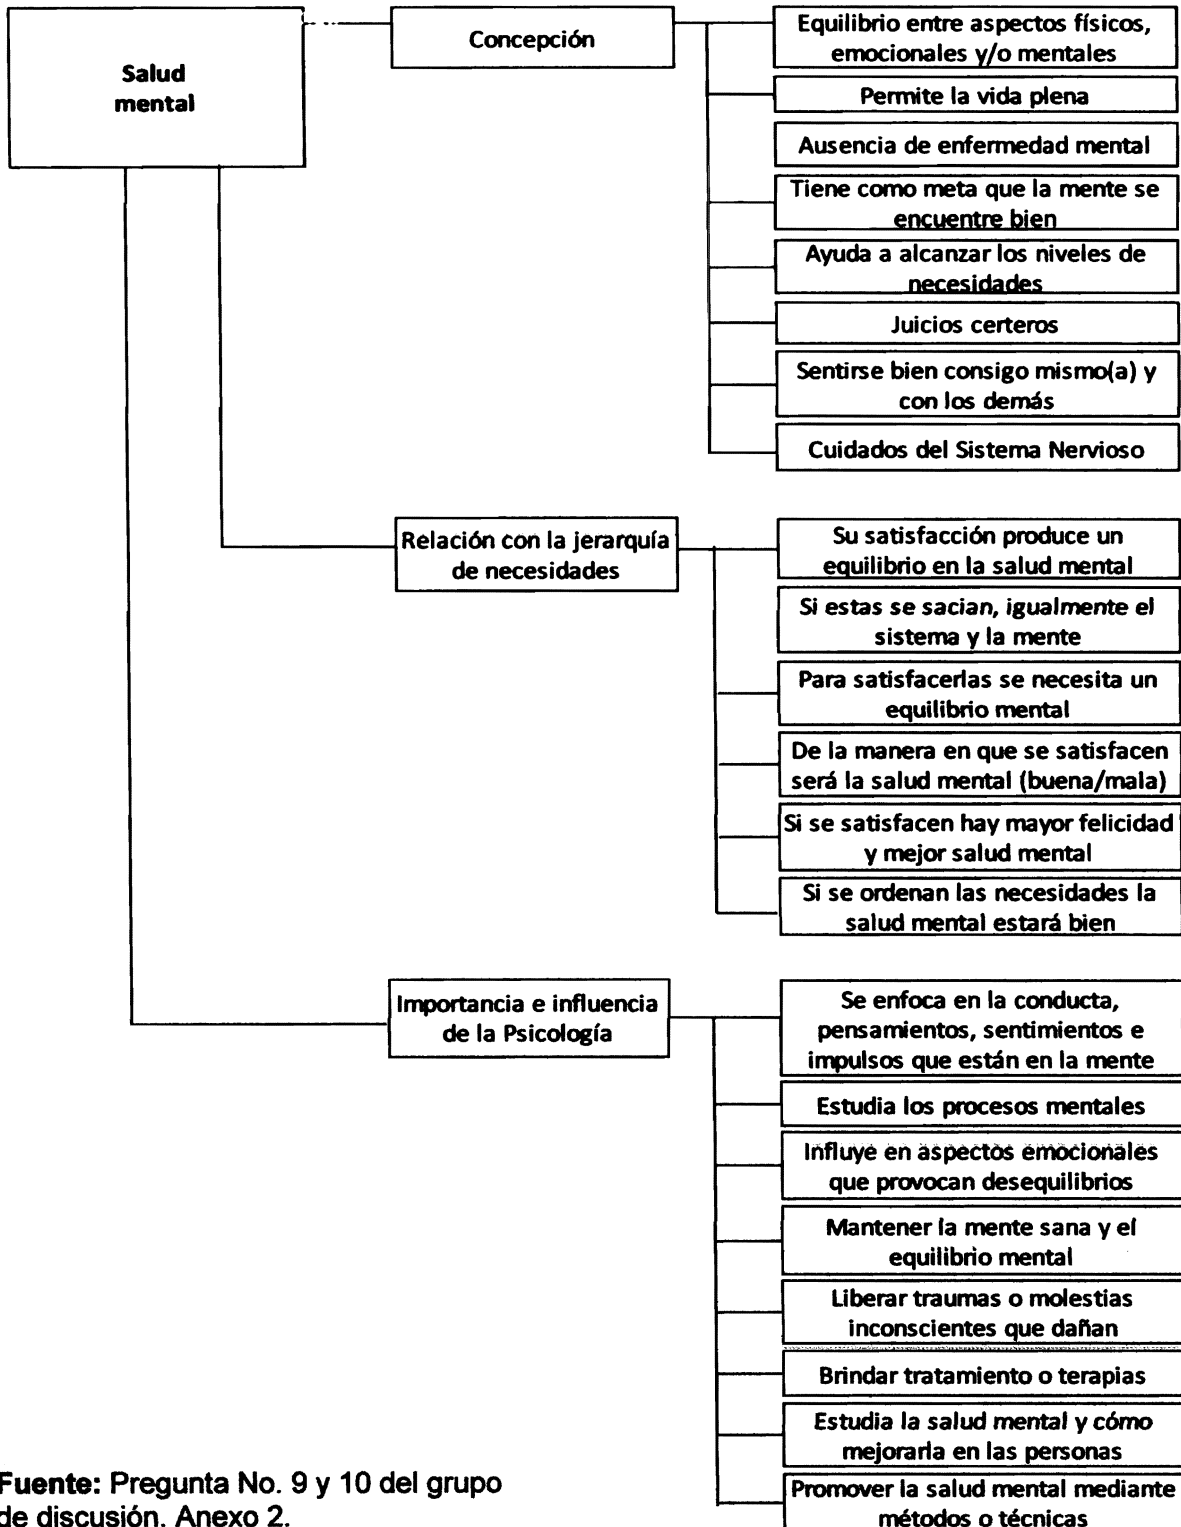 Salud
mental
Concepción
Equilibrio entre aspectos físicos,
emocionales y/o mentales
Permite la vida plena
Ausencia de enfermedad mental
Tiene como meta que la mente se
encuentre bien
Ayuda a alcanzar los niveles de
necesidades
Juicios certeros
Sentirse bien consigo mismo(a) y
con los demás
Cuidados del Sistema Nervioso
Relación con la jerarquía
de necesidades
Su satisfacción produce un
equilibrio en la salud mental
Si estas se sacian, igualmente el
sistema y la mente
Para satisfacerlas se necesita un
equilibrio mental
De la manera en que se satisfacen
será la salud mental (buena/mala)
Si se satisfacen hay mayor felicidad
y mejor salud mental
Si se ordenan las necesidades la
salud mental estará bien
Importancia e influencia
de la Psicología
Se enfoca en la conducta,
pensamientos, sentimientos e
impulsos que están en la mente
Estudia los procesos mentales
Influye en aspectos emocionales
que provocan desequilibrios
Mantener la mente sana y el
equilibrio mental
Liberar traumas o molestias
inconscientes que dañan
Brindar tratamiento o terapias
Estudia la salud mental y cómo
mejorarla en las personas
Promover la salud mental mediante
métodos o técnicas
Fuente: Pregunta No. 9 y 10 del grupo
de discusión. Anexo 2.